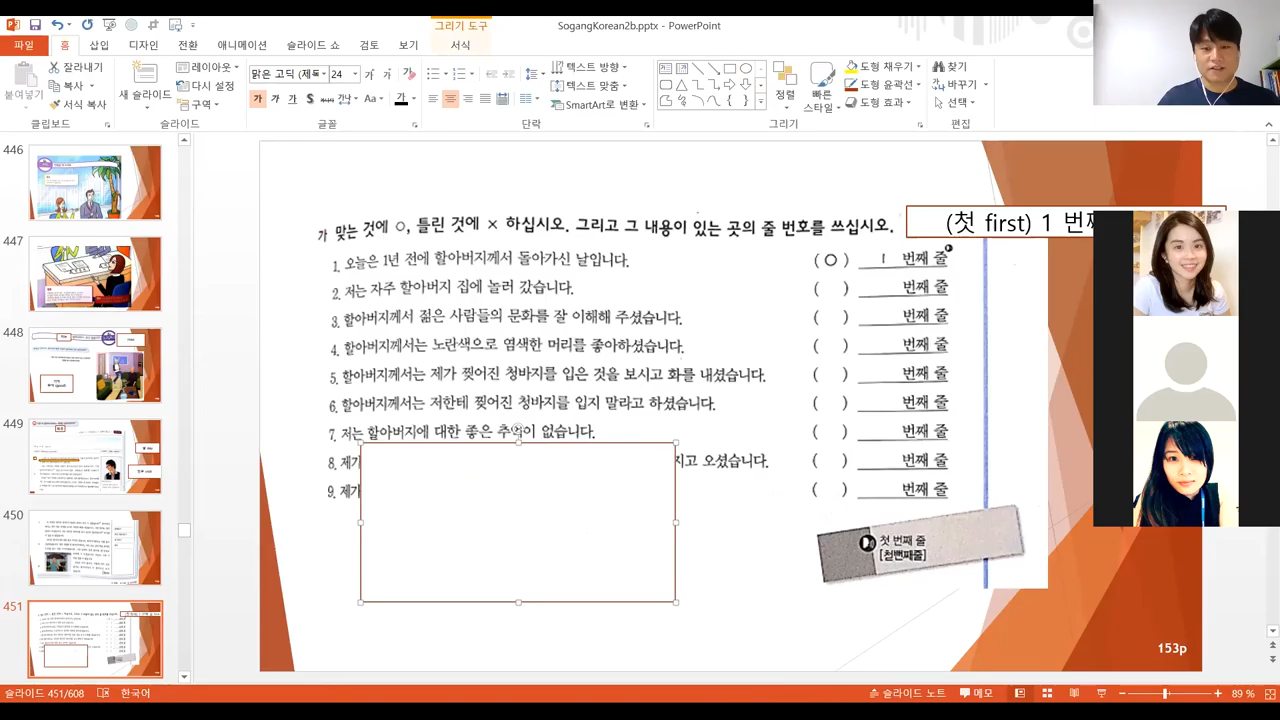 SogangKorean2b.pptx - PowerPoint
그리기 도구
파일 홈 삽입 디자인 전환 애니메이션 슬라이드 쇼 검토 보기 서식
붙여넣기
잘라내기
복사
서식 복사
클립보드
새 슬라이드
레이아웃
다시 설정
구역
슬라이드
맑은 고딕 (제목 24
글꼴
텍스트 방향
텍스트 맞춤
SmartArt로 변환
단락
정렬
빠른 스타일
도형 채우기
도형 윤곽선
도형 효과
그리기
찾기
바꾸기
선택
편집
446
447
448
449
450
451
(첫 first) 1 번째
가 맞는 것에 ○, 틀린 것에 × 하십시오. 그리고 그 내용이 있는 곳의 줄 번호를 쓰십시오.
1. 오늘은 1년 전에 할아버지께서 돌아가신 날입니다. (○) 1 번째 줄
2. 저는 자주 할아버지 집에 놀러 갔습니다. ( ) 번째 줄
3. 할아버지께서 젊은 사람들의 문화를 잘 이해해 주셨습니다. ( ) 번째 줄
4. 할아버지께서는 노란색으로 염색한 머리를 좋아하셨습니다. ( ) 번째 줄
5. 할아버지께서는 제가 찢어진 청바지를 입은 것을 보시고 화를 내셨습니다. ( ) 번째 줄
6. 할아버지께서는 저한테 찢어진 청바지를 입지 말라고 하셨습니다. ( ) 번째 줄
7. 저는 할아버지에 대한 좋은 추억이 없습니다. ( ) 번째 줄
8. 제가 지고 오셨습니다. ( ) 번째 줄
9. 제가 ( ) 번째 줄
첫 번째 줄
[첟뻔째줄]
153p
슬라이드 451/608 한국어 슬라이드 노트 메모 89 %